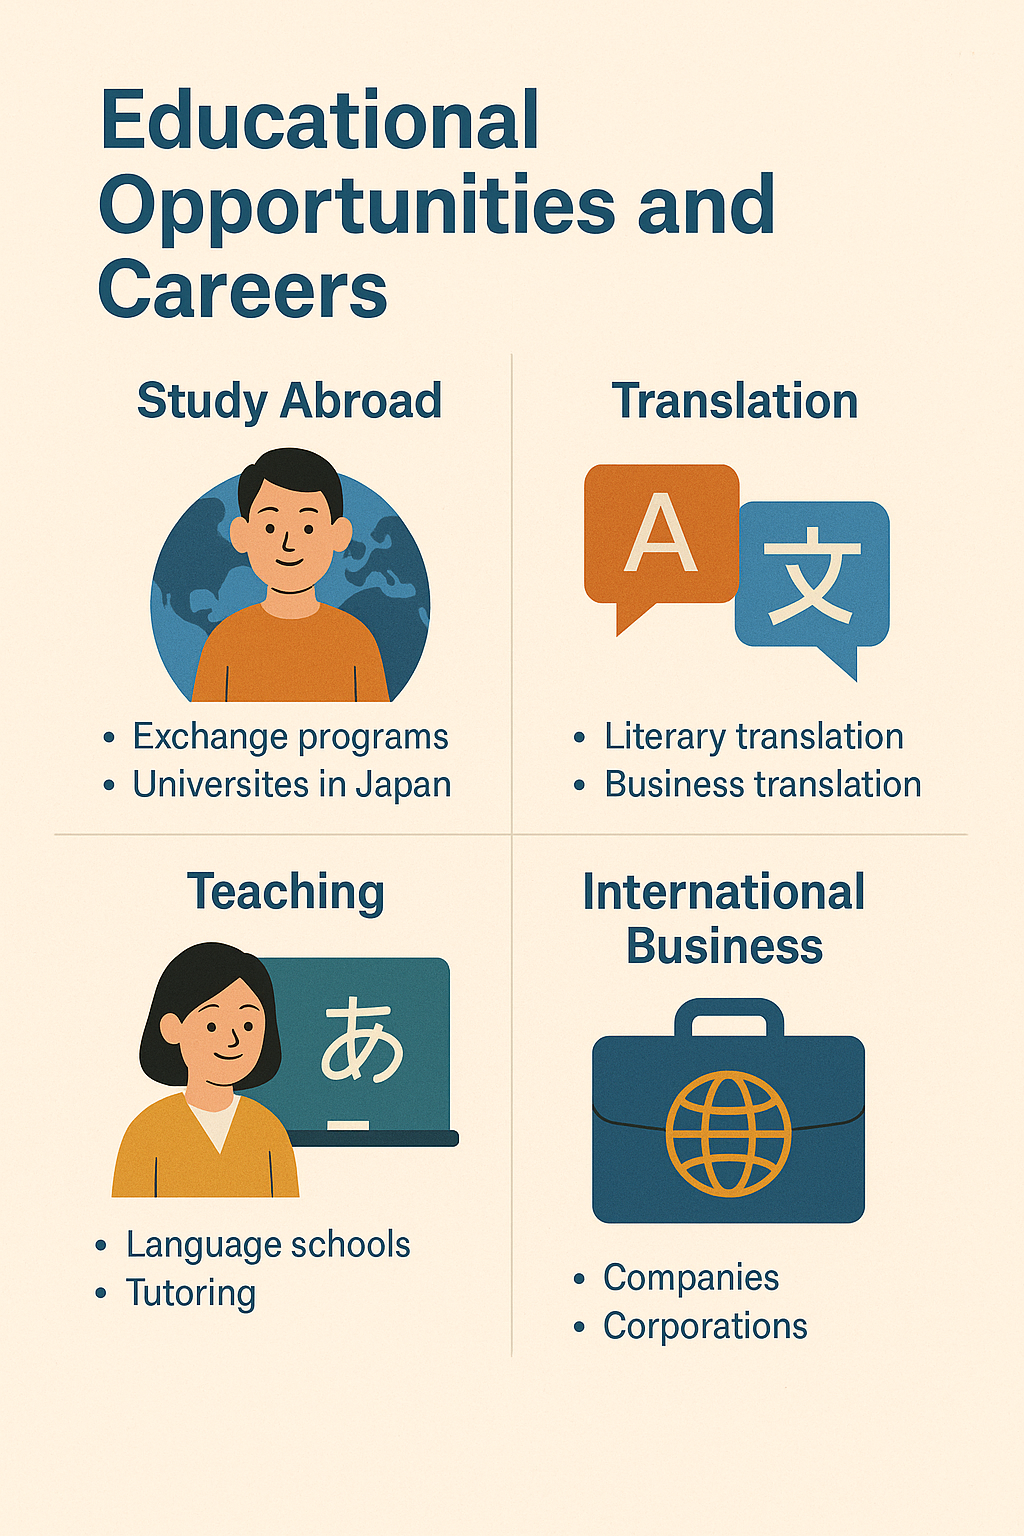 Educational
Opportunities and
Careers
Study Abroad
• Exchange programs
• Universites in Japan
Translation
A
文
• Literary translation
• Business translation
Teaching
あ
• Language schools
• Tutoring
International
Business
• Companies
• Corporations